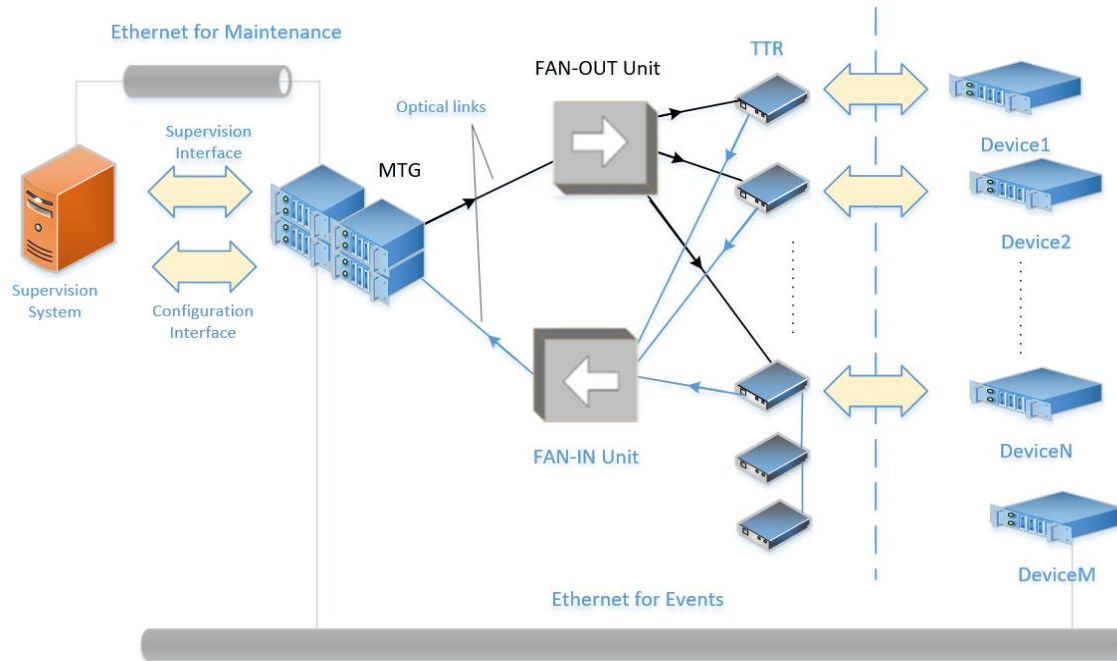 Ethernet for Maintenance
TTR
FAN-OUT Unit
Optical links
Supervision
Interface
Device1
MTG
Device2
Supervision
System
Configuration
Interface
FAN-IN Unit
DeviceN
DeviceM
Ethernet for Events